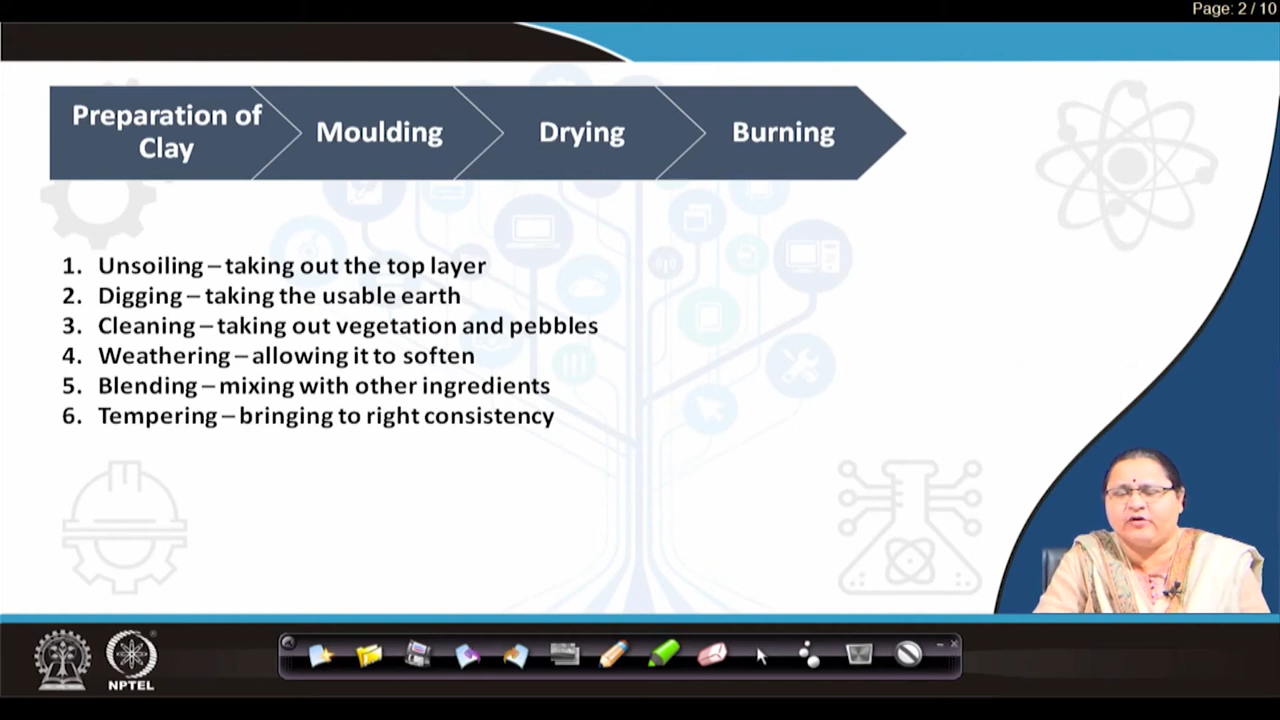 Page: 2 / 10
Preparation of
Clay
Moulding
Drying
Burning
1. Unsoiling – taking out the top layer
2. Digging – taking the usable earth
3. Cleaning – taking out vegetation and pebbles
4. Weathering – allowing it to soften
5. Blending – mixing with other ingredients
6. Tempering – bringing to right consistency
NPTEL